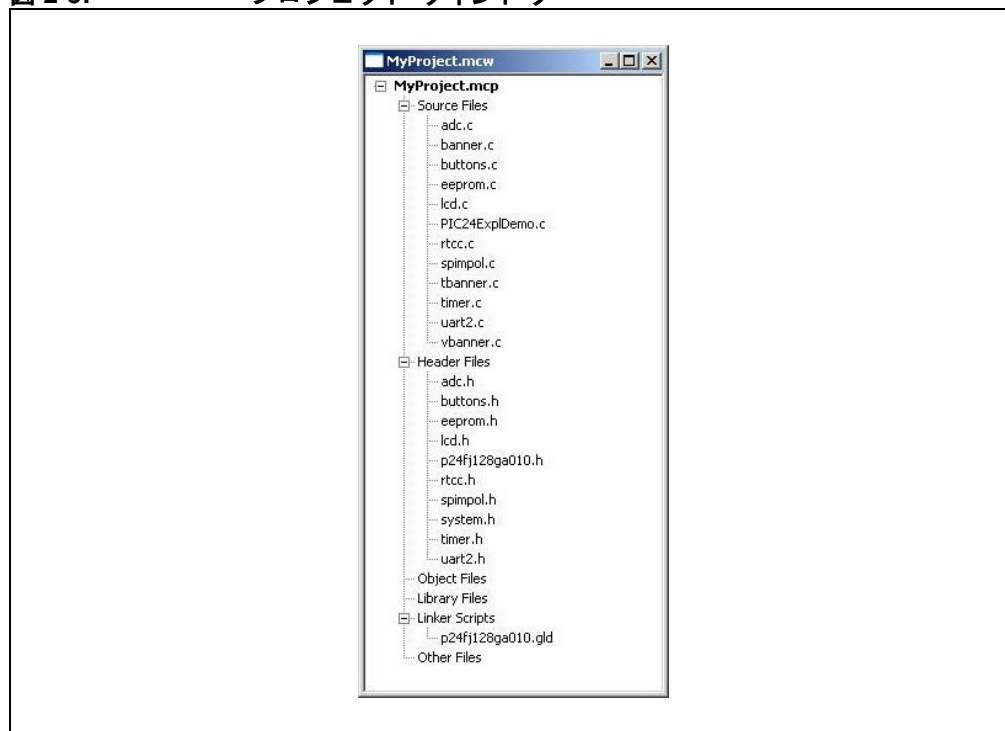 MyProject.mcw
MyProject.mcp
Source Files
adc.c
banner.c
buttons.c
eeprom.c
lcd.c
PIC24ExplDemo.c
rtcc.c
spimpol.c
tbanner.c
timer.c
uart2.c
vbanner.c
Header Files
adc.h
buttons.h
eeprom.h
lcd.h
p24fj128ga010.h
rtcc.h
spimpol.h
system.h
timer.h
uart2.h
Object Files
Library Files
Linker Scripts
p24fj128ga010.gld
Other Files